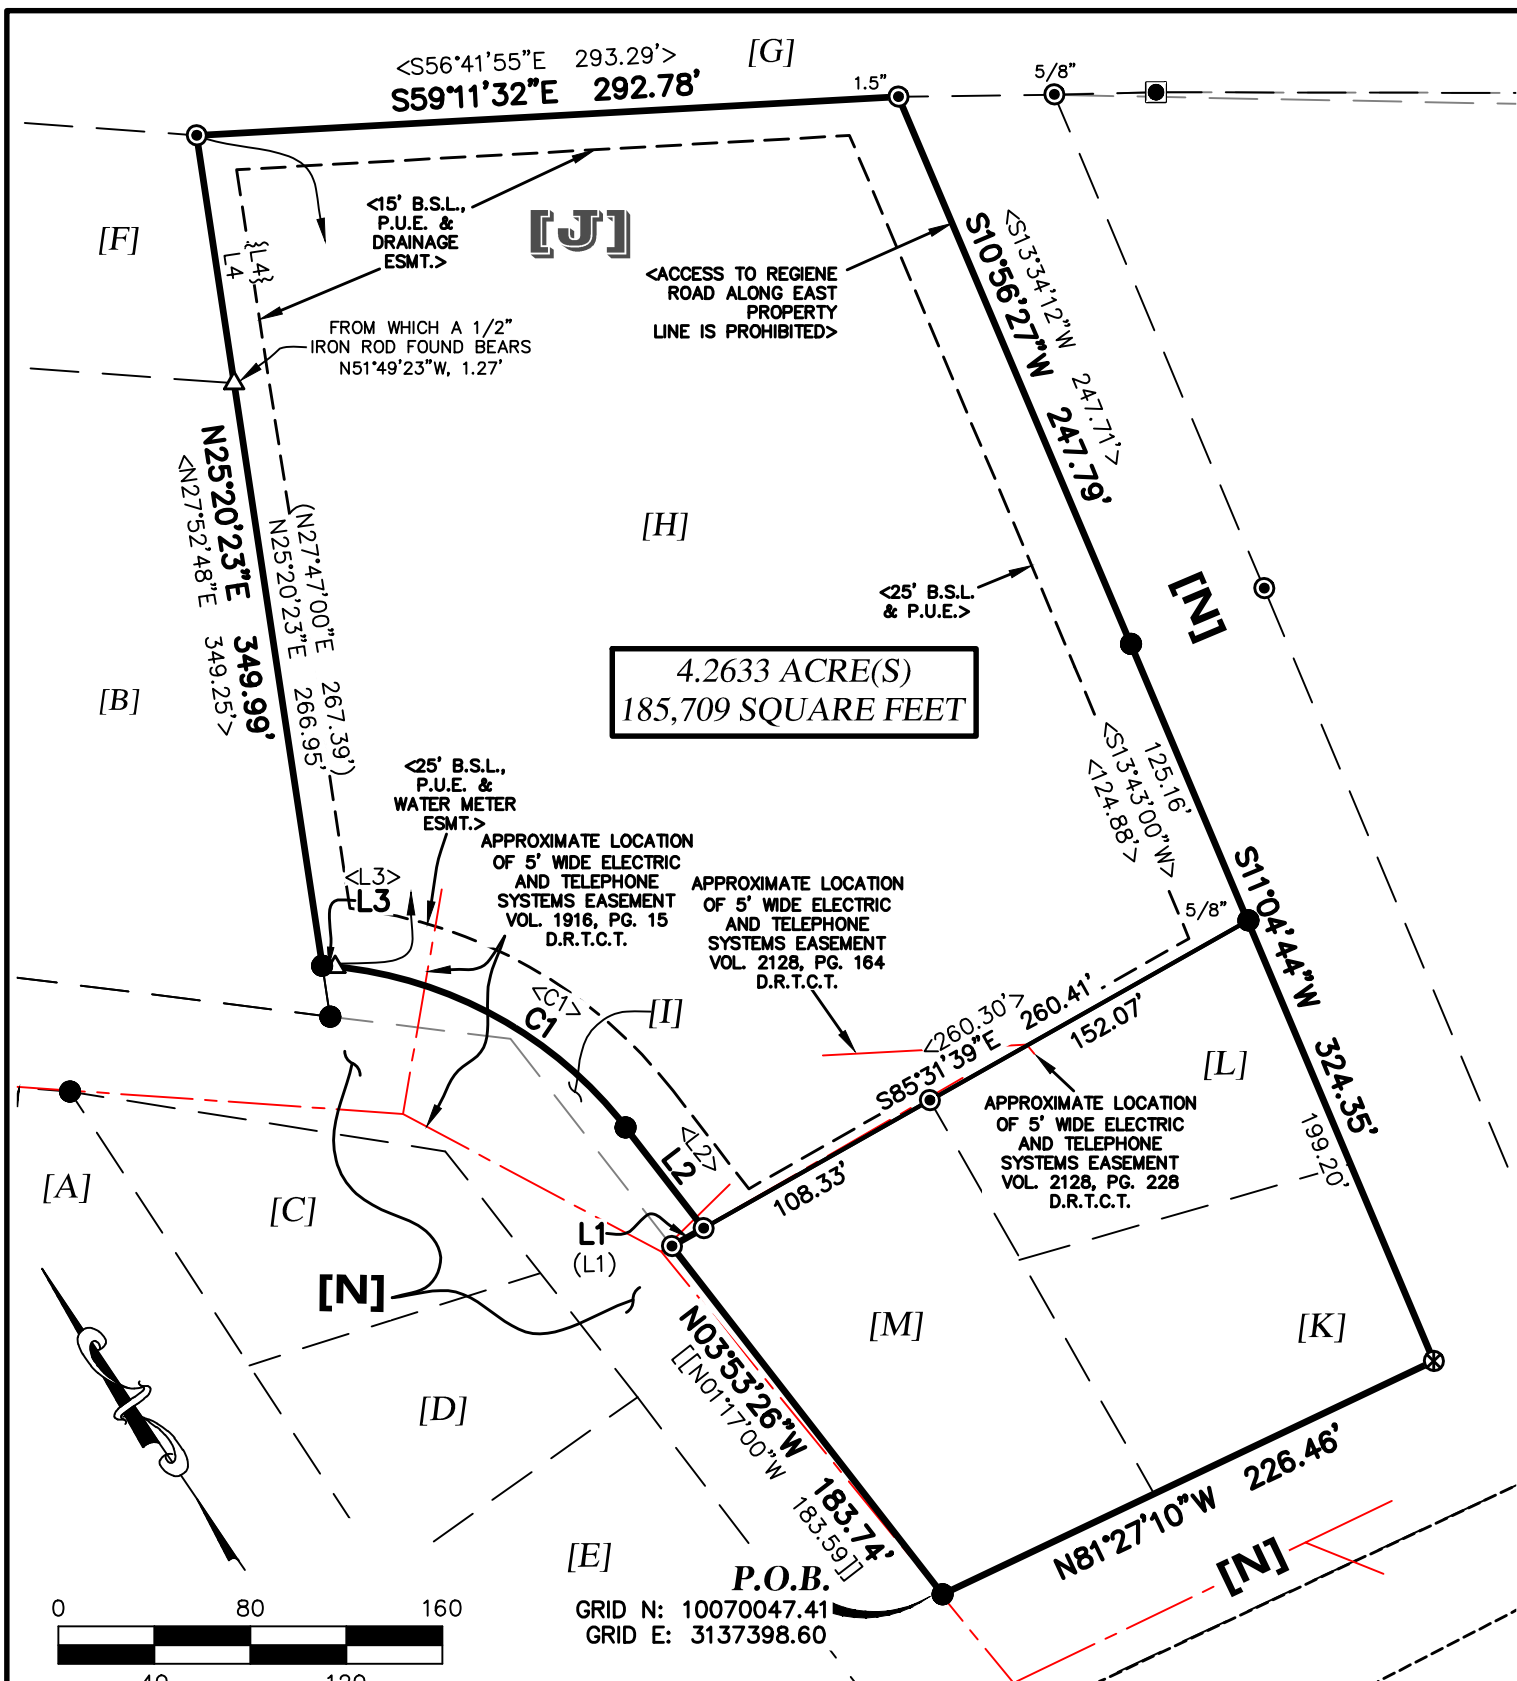 <S56°41'55"E 293.29'>
S59°11'32"E 292.78'
[G]
1.5"
5/8"
[F]
<15' B.S.L.,
P.U.E. &
DRAINAGE
ESMT.>
[J]
{L4}
L4
<ACCESS TO REGIENE
ROAD ALONG EAST
PROPERTY
LINE IS PROHIBITED>
<S13°34'12"W 247.71'>
S10°56'27"W 247.79'
FROM WHICH A 1/2"
IRON ROD FOUND BEARS
N51°49'23"W, 1.27'
N25°20'23"E 349.99'
<N27°52'48"E 349.25'>
(N27°47'00"E 267.39')
N25°20'23"E 266.95'
[H]
<25' B.S.L.
& P.U.E.>
[N]
4.2633 ACRE(S)
185,709 SQUARE FEET
[B]
125.16'
<S13°43'00"W>
<124.88'>
<25' B.S.L.,
P.U.E. &
WATER METER
ESMT.>
APPROXIMATE LOCATION
OF 5' WIDE ELECTRIC
AND TELEPHONE
SYSTEMS EASEMENT
VOL. 1916, PG. 15
D.R.T.C.T.
APPROXIMATE LOCATION
OF 5' WIDE ELECTRIC
AND TELEPHONE
SYSTEMS EASEMENT
VOL. 2128, PG. 164
D.R.T.C.T.
<L3>
L3
5/8"
S11°04'44"W 324.35'
199.20'
<C1>
C1
[I]
<260.30'>
S85°31'39"E 260.41'
152.07'
[L]
APPROXIMATE LOCATION
OF 5' WIDE ELECTRIC
AND TELEPHONE
SYSTEMS EASEMENT
VOL. 2128, PG. 228
D.R.T.C.T.
<L2>
L2
108.33'
[A]
[C]
L1
(L1)
[N]
[M]
[K]
N03°53'26"W 183.74'
[[N01°17'00"W 183.59]]
[D]
N81°27'10"W 226.46'
[E]
[N]
P.O.B.
GRID N: 10070047.41
GRID E: 3137398.60
0 80 160
40 120